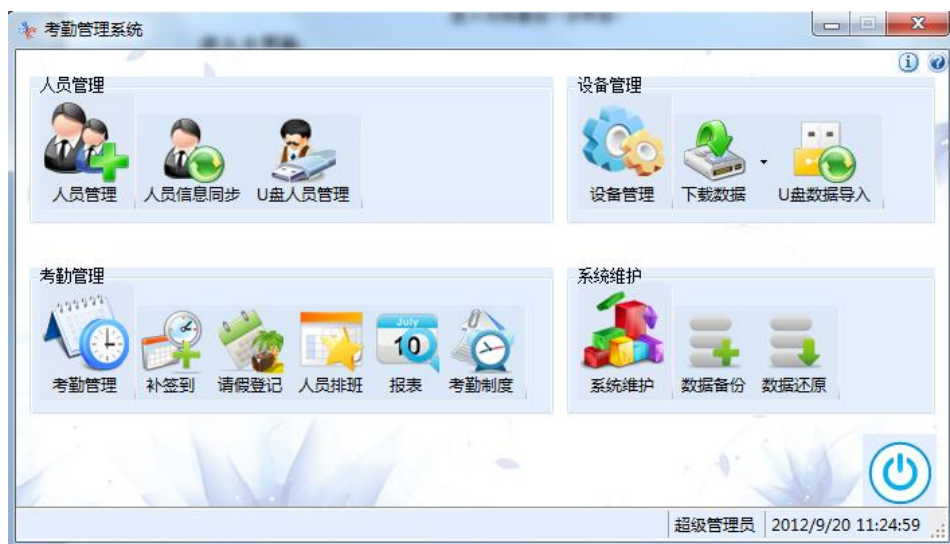 考勤管理系统
人员管理
人员管理
人员信息同步
U盘人员管理
设备管理
设备管理
下载数据
U盘数据导入
考勤管理
July
10
考勤管理
补签到
请假登记
人员排班
报表
考勤制度
系统维护
系统维护
数据备份
数据还原
超级管理员
2012/9/20 11:24:59